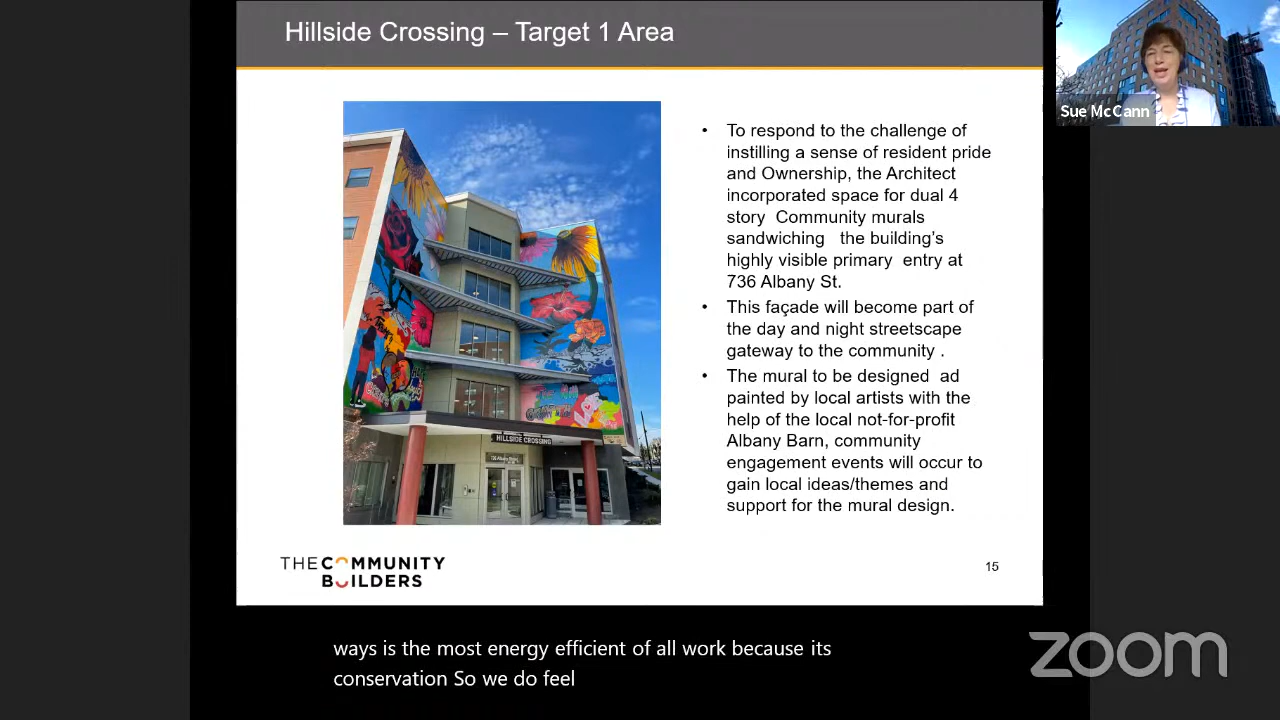 Hillside Crossing – Target 1 Area
Sue McCann
• To respond to the challenge of
instilling a sense of resident pride
and Ownership, the Architect
incorporated space for dual 4
story Community murals
sandwiching the building's
highly visible primary entry at
736 Albany St.
• This façade will become part of
the day and night streetscape
gateway to the community .
• The mural to be designed ad
painted by local artists with the
help of the local not-for-profit
Albany Barn, community
engagement events will occur to
gain local ideas/themes and
support for the mural design.
HILLSIDE CROSSING
736 Albany Street
THE COMMUNITY
BUILDERS
15
ways is the most energy efficient of all work because its
conservation So we do feel
zoom